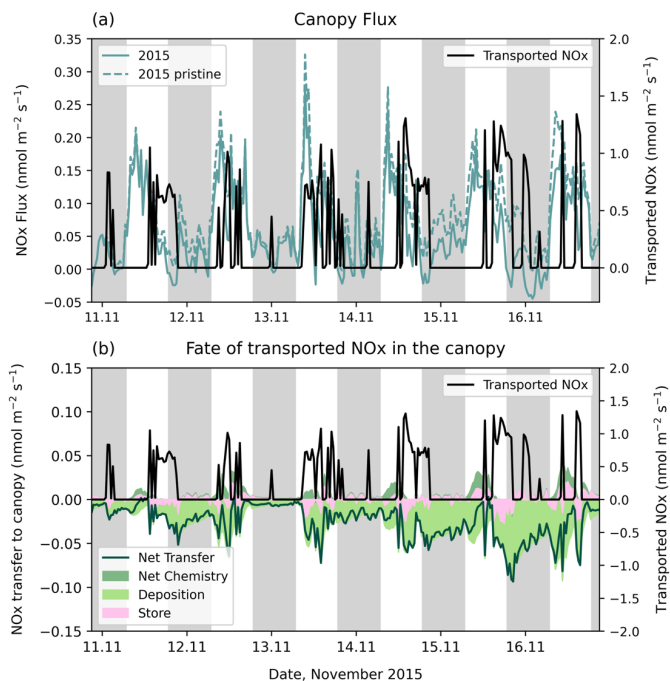 (a) Canopy Flux
0.35
0.30
0.25
0.20
0.15
0.10
0.05
0.00
−0.05
NOx Flux (nmol m−2 s−1)
2015
2015 pristine
Transported NOx
2.0
1.5
1.0
0.5
0.0
Transported NOx (nmol m−2 s−1)
11.11 12.11 13.11 14.11 15.11 16.11
(b) Fate of transported NOx in the canopy
0.15
0.10
0.05
0.00
−0.05
−0.10
−0.15
NOx transfer to canopy (nmol m−2 s−1)
Transported NOx
Net Transfer
Net Chemistry
Deposition
Store
2.0
1.5
1.0
0.5
0.0
−0.5
−1.0
−1.5
−2.0
Transported NOx (nmol m−2 s−1)
11.11 12.11 13.11 14.11 15.11 16.11
Date, November 2015